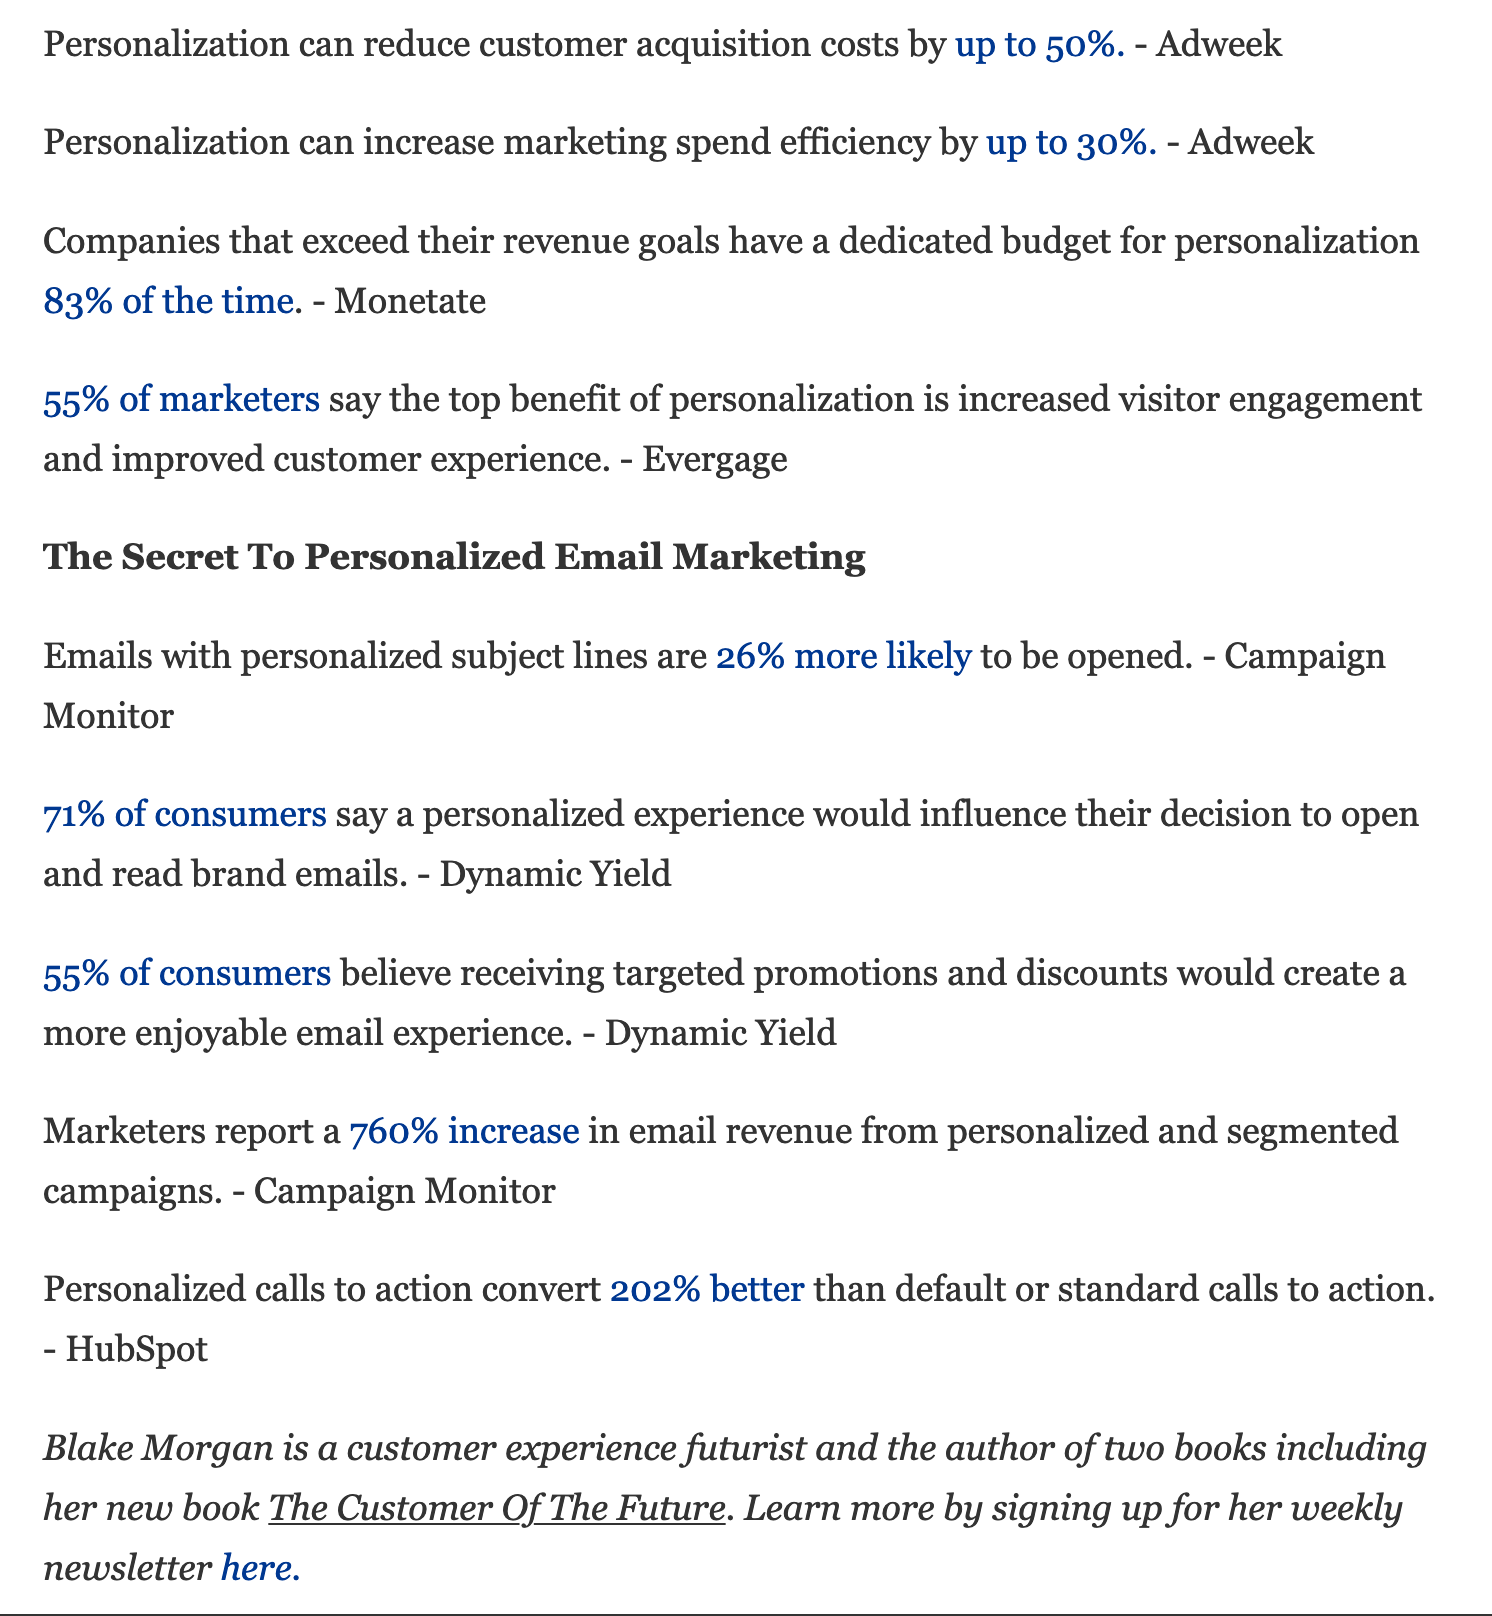 Personalization can reduce customer acquisition costs by up to 50%. - Adweek
Personalization can increase marketing spend efficiency by up to 30%. - Adweek
Companies that exceed their revenue goals have a dedicated budget for personalization
83% of the time. - Monetate
55% of marketers say the top benefit of personalization is increased visitor engagement
and improved customer experience. - Evergage
The Secret To Personalized Email Marketing
Emails with personalized subject lines are 26% more likely to be opened. - Campaign
Monitor
71% of consumers say a personalized experience would influence their decision to open
and read brand emails. - Dynamic Yield
55% of consumers believe receiving targeted promotions and discounts would create a
more enjoyable email experience. - Dynamic Yield
Marketers report a 760% increase in email revenue from personalized and segmented
campaigns. - Campaign Monitor
Personalized calls to action convert 202% better than default or standard calls to action.
- HubSpot
Blake Morgan is a customer experience futurist and the author of two books including
her new book The Customer Of The Future. Learn more by signing up for her weekly
newsletter here.